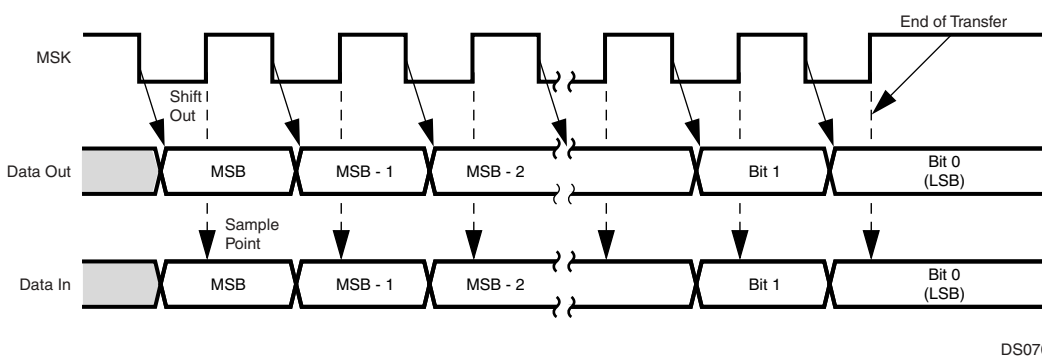 End of Transfer
MSK
Shift
Out
Data Out
MSB
MSB - 1
MSB - 2
Bit 1
Bit 0
(LSB)
Sample
Point
Data In
MSB
MSB - 1
MSB - 2
Bit 1
Bit 0
(LSB)